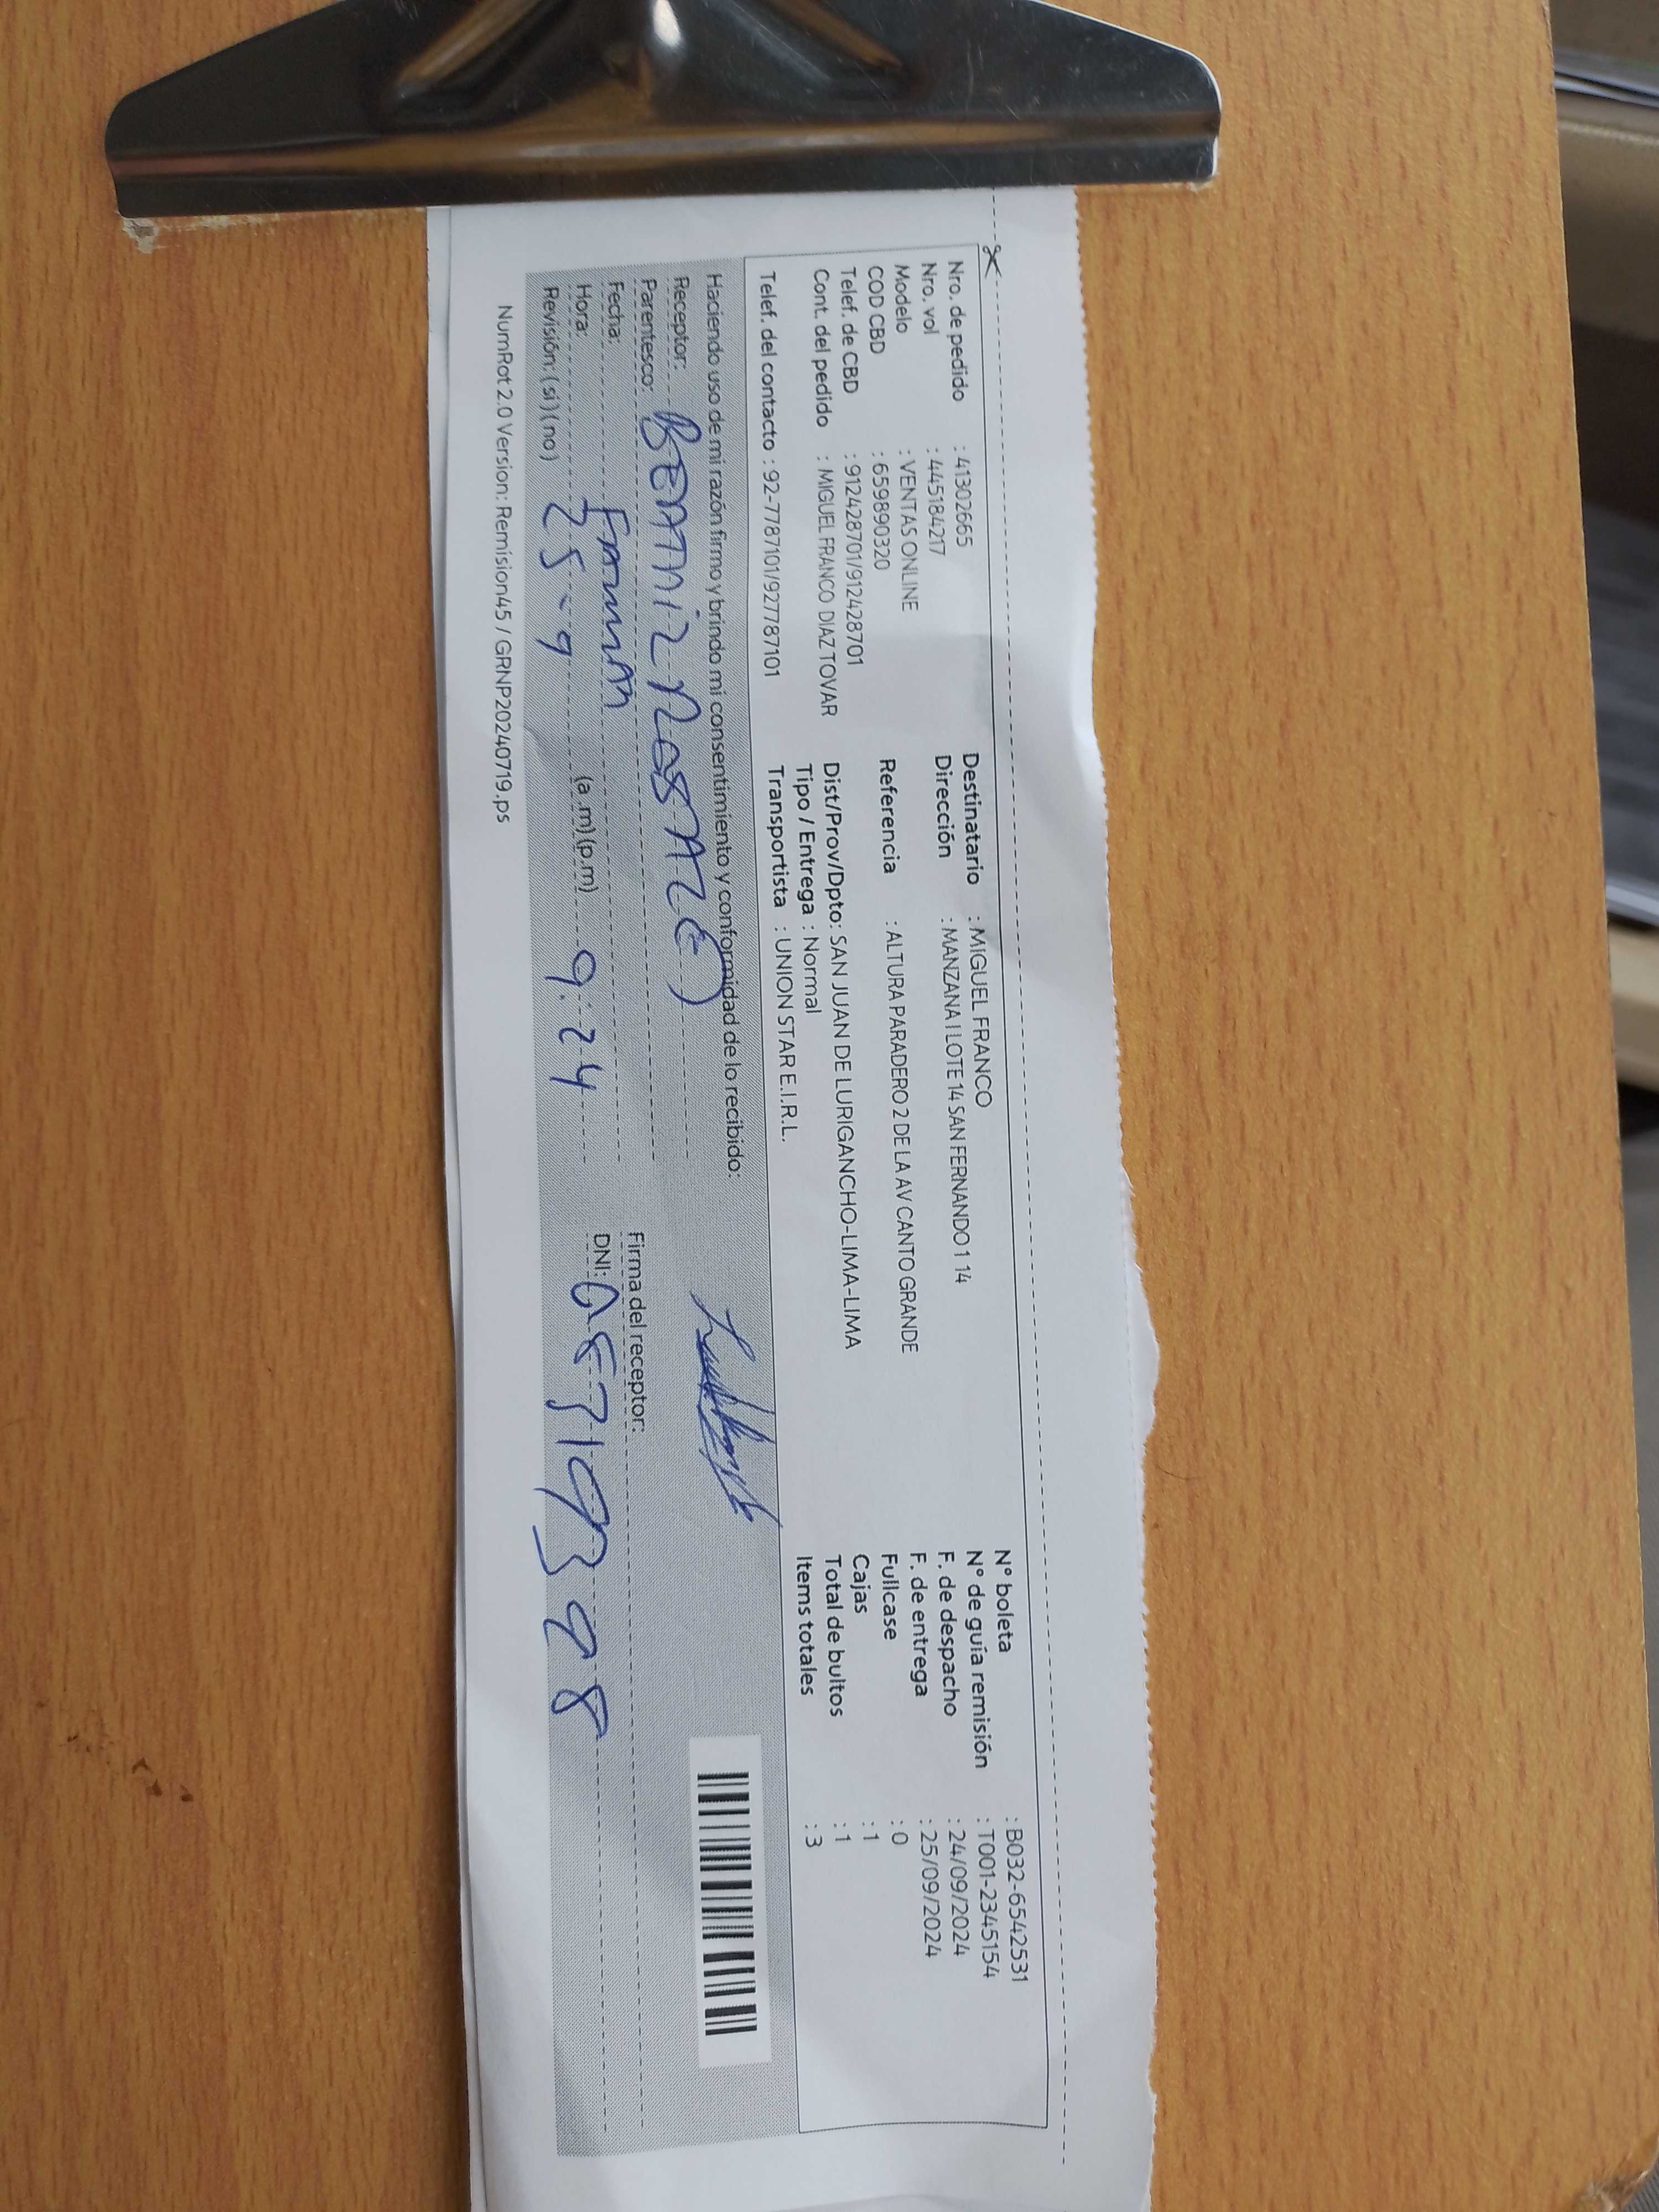 Nro. de pedido : 41302665
Nro. vol : 445184217
Modelo : VENTAS ONLINE
COD CBD : 659890320
Telef. de CBD : 912428701/912428701
Cont. del pedido : MIGUEL FRANCO DIAZ TOVAR
Telef. del contacto : 92-7787101/927787101
Destinatario : MIGUEL FRANCO
Dirección : MANZANA I LOTE 14 SAN FERNANDO 1 14
Referencia : ALTURA PARADERO 2 DE LA AV CANTO GRANDE
Dist/Prov/Dpto: SAN JUAN DE LURIGANCHO-LIMA-LIMA
Tipo / Entrega : Normal
Transportista : UNION STAR E.I.R.L.
N° boleta : B032-6542531
N° de guía remisión : T001-2345154
F. de despacho : 24/09/2024
F. de entrega : 25/09/2024
Fullcase : 0
Cajas : 1
Total de bultos : 1
Items totales : 3
Haciendo uso de mi razón firmo y brindo mi consentimiento y conformidad de lo recibido:
Receptor:
Parentesco:
Fecha:
Hora: (a.m) (p.m) 9:24
Revisión: (si) (no) 25-9
Firma del receptor:
DNI:
NumRot 2.0 Version: Remision45 / GRNP20240719.ps